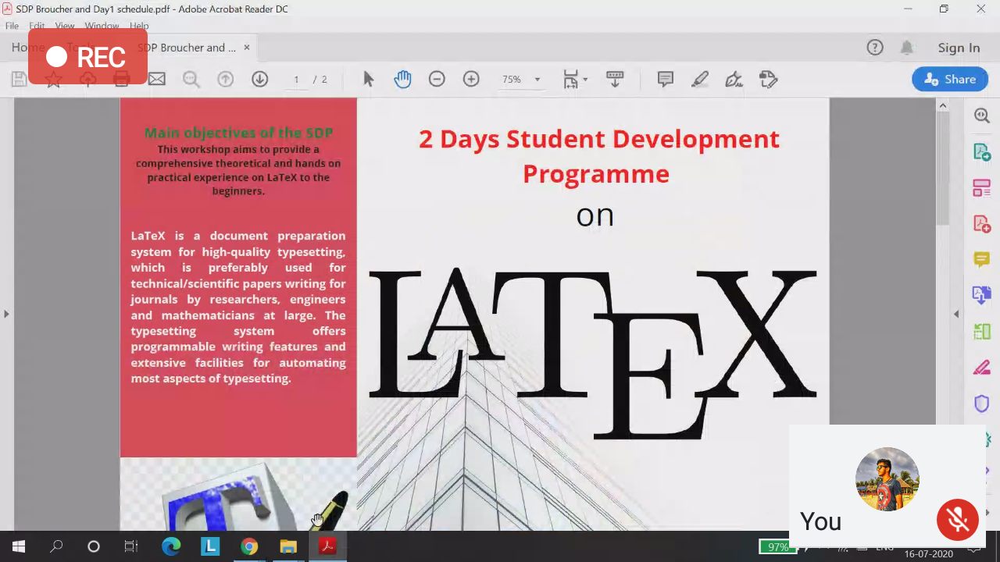 SDP Broucher and Day1 schedule.pdf - Adobe Acrobat Reader DC
File Edit View Window Help
Home Tools SDP Broucher and ... ×
Sign In
REC
1 / 2
75%
Share
Main objectives of the SDP
This workshop aims to provide a
comprehensive theoretical and hands on
practical experience on LaTeX to the
beginners.
LaTeX is a document preparation
system for high-quality typesetting,
which is preferably used for
technical/scientific papers writing for
journals by researchers, engineers
and mathematicians at large. The
typesetting system offers
programmable writing features and
extensive facilities for automating
most aspects of typesetting.
2 Days Student Development
Programme
on
LATEX
T
You
L
97%
ENG
16-07-2020